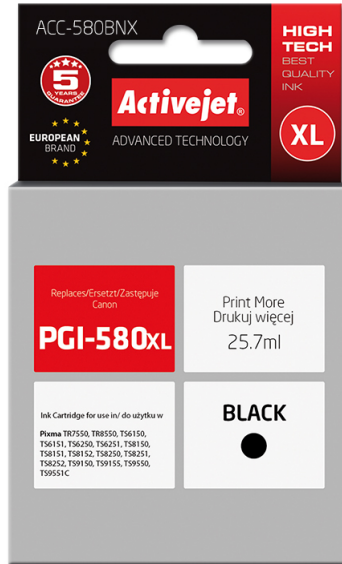 ACC-580BNX
HIGH
TECH
BEST
QUALITY
INK
5
YEARS
GUARANTEE
Activejet®
XL
EUROPEAN
BRAND
ADVANCED TECHNOLOGY
Replaces/Ersetzt/Zastępuje
Canon
PGI-580XL
Print More
Drukuj więcej
25.7ml
Ink Cartridge for use in/ do użytku w
Pixma TR7550, TR8550, TS6150,
TS6151, TS6250, TS6251, TS8150,
TS8151, TS8152, TS8250, TS8251,
TS8252, TS9150, TS9155, TS9550,
TS9551C
BLACK